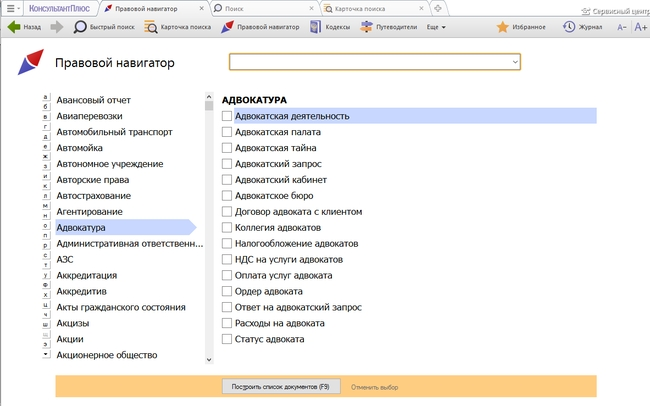 КонсультантПлюс Правовой навигатор Поиск Карточка поиска Сервисный центр
Назад Быстрый поиск Карточка поиска Правовой навигатор Кодексы Путеводители Еще Избранное Журнал А− А+
Правовой навигатор
а
б
в
г
д
е
ж
з
и
к
л
м
н
о
п
р
с
т
у
ф
х
ц
ч
ш
щ
э
Авансовый отчет
Авиаперевозки
Автомобильный транспорт
Автомойка
Автономное учреждение
Авторские права
Автострахование
Агентирование
Адвокатура
Административная ответственн...
АЗС
Аккредитация
Аккредитив
Акты гражданского состояния
Акцизы
Акции
Акционерное общество
АДВОКАТУРА
Адвокатская деятельность
Адвокатская палата
Адвокатская тайна
Адвокатский запрос
Адвокатский кабинет
Адвокатское бюро
Договор адвоката с клиентом
Коллегия адвокатов
Налогообложение адвокатов
НДС на услуги адвокатов
Оплата услуг адвоката
Ордер адвоката
Ответ на адвокатский запрос
Расходы на адвоката
Статус адвоката
Построить список документов (F9) Отменить выбор